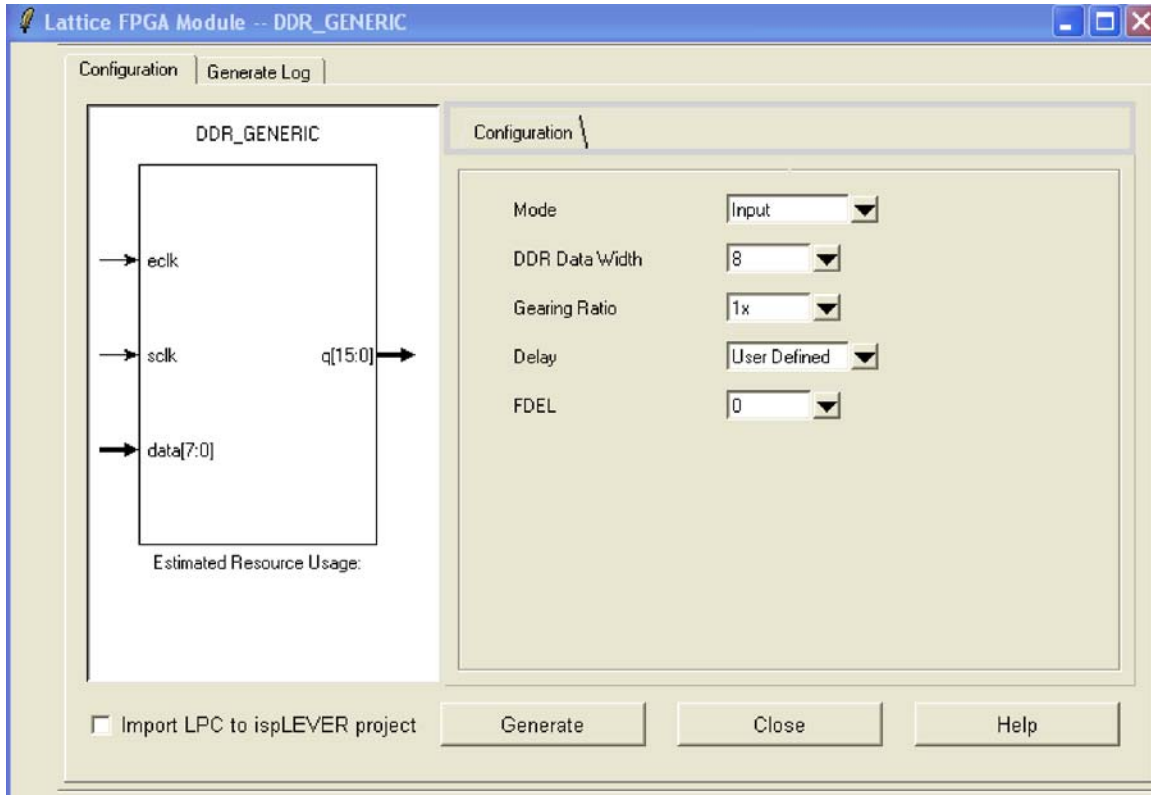 Lattice FPGA Module -- DDR_GENERIC
Configuration
Generate Log
DDR_GENERIC
eclk
sclk
q[15:0]
data[7:0]
Estimated Resource Usage:
Configuration
Mode
Input
DDR Data Width
8
Gearing Ratio
1x
Delay
User Defined
FDEL
0
Import LPC to ispLEVER project
Generate
Close
Help